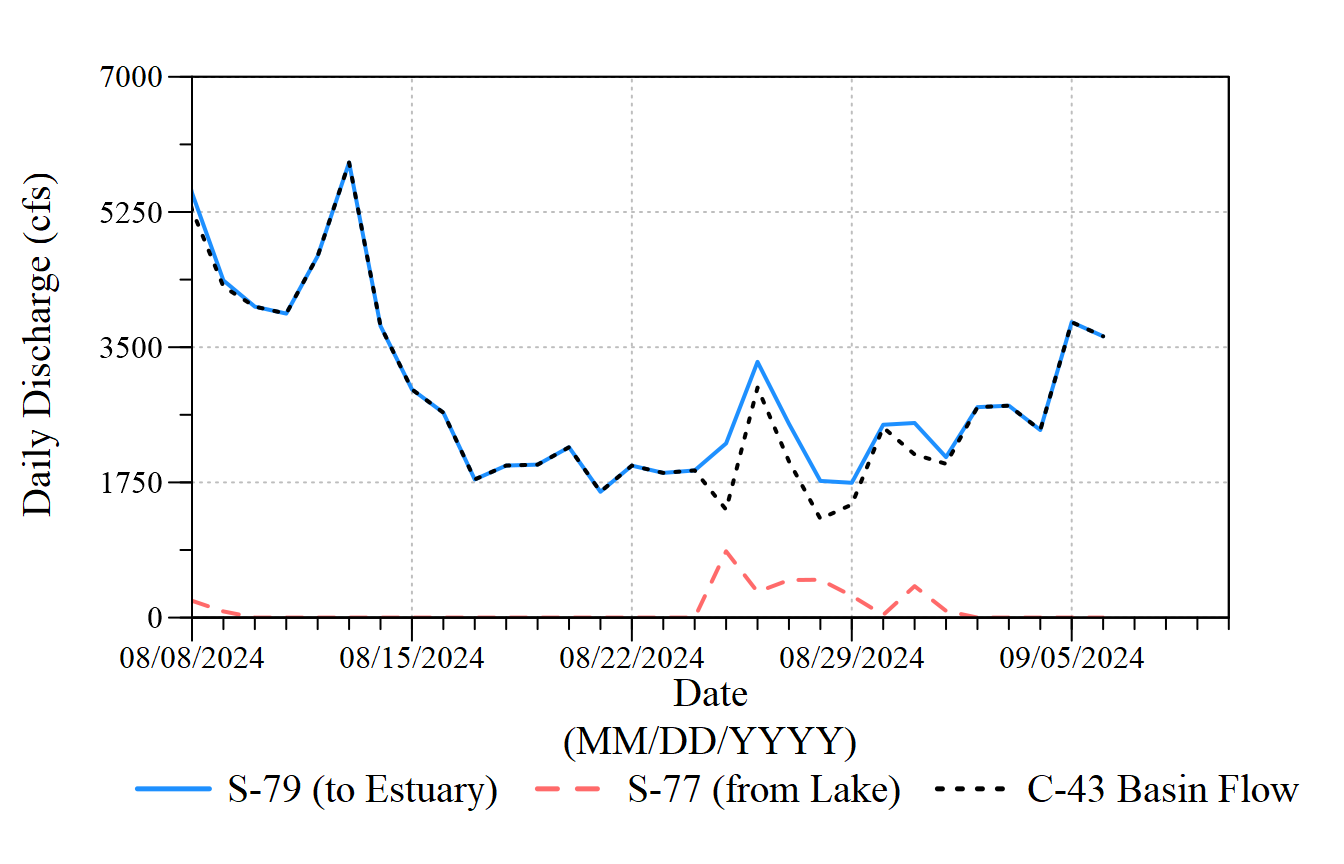 7000
5250
3500
1750
0
Daily Discharge (cfs)
08/08/2024 08/15/2024 08/22/2024 08/29/2024 09/05/2024
Date
(MM/DD/YYYY)
S-79 (to Estuary) S-77 (from Lake) C-43 Basin Flow